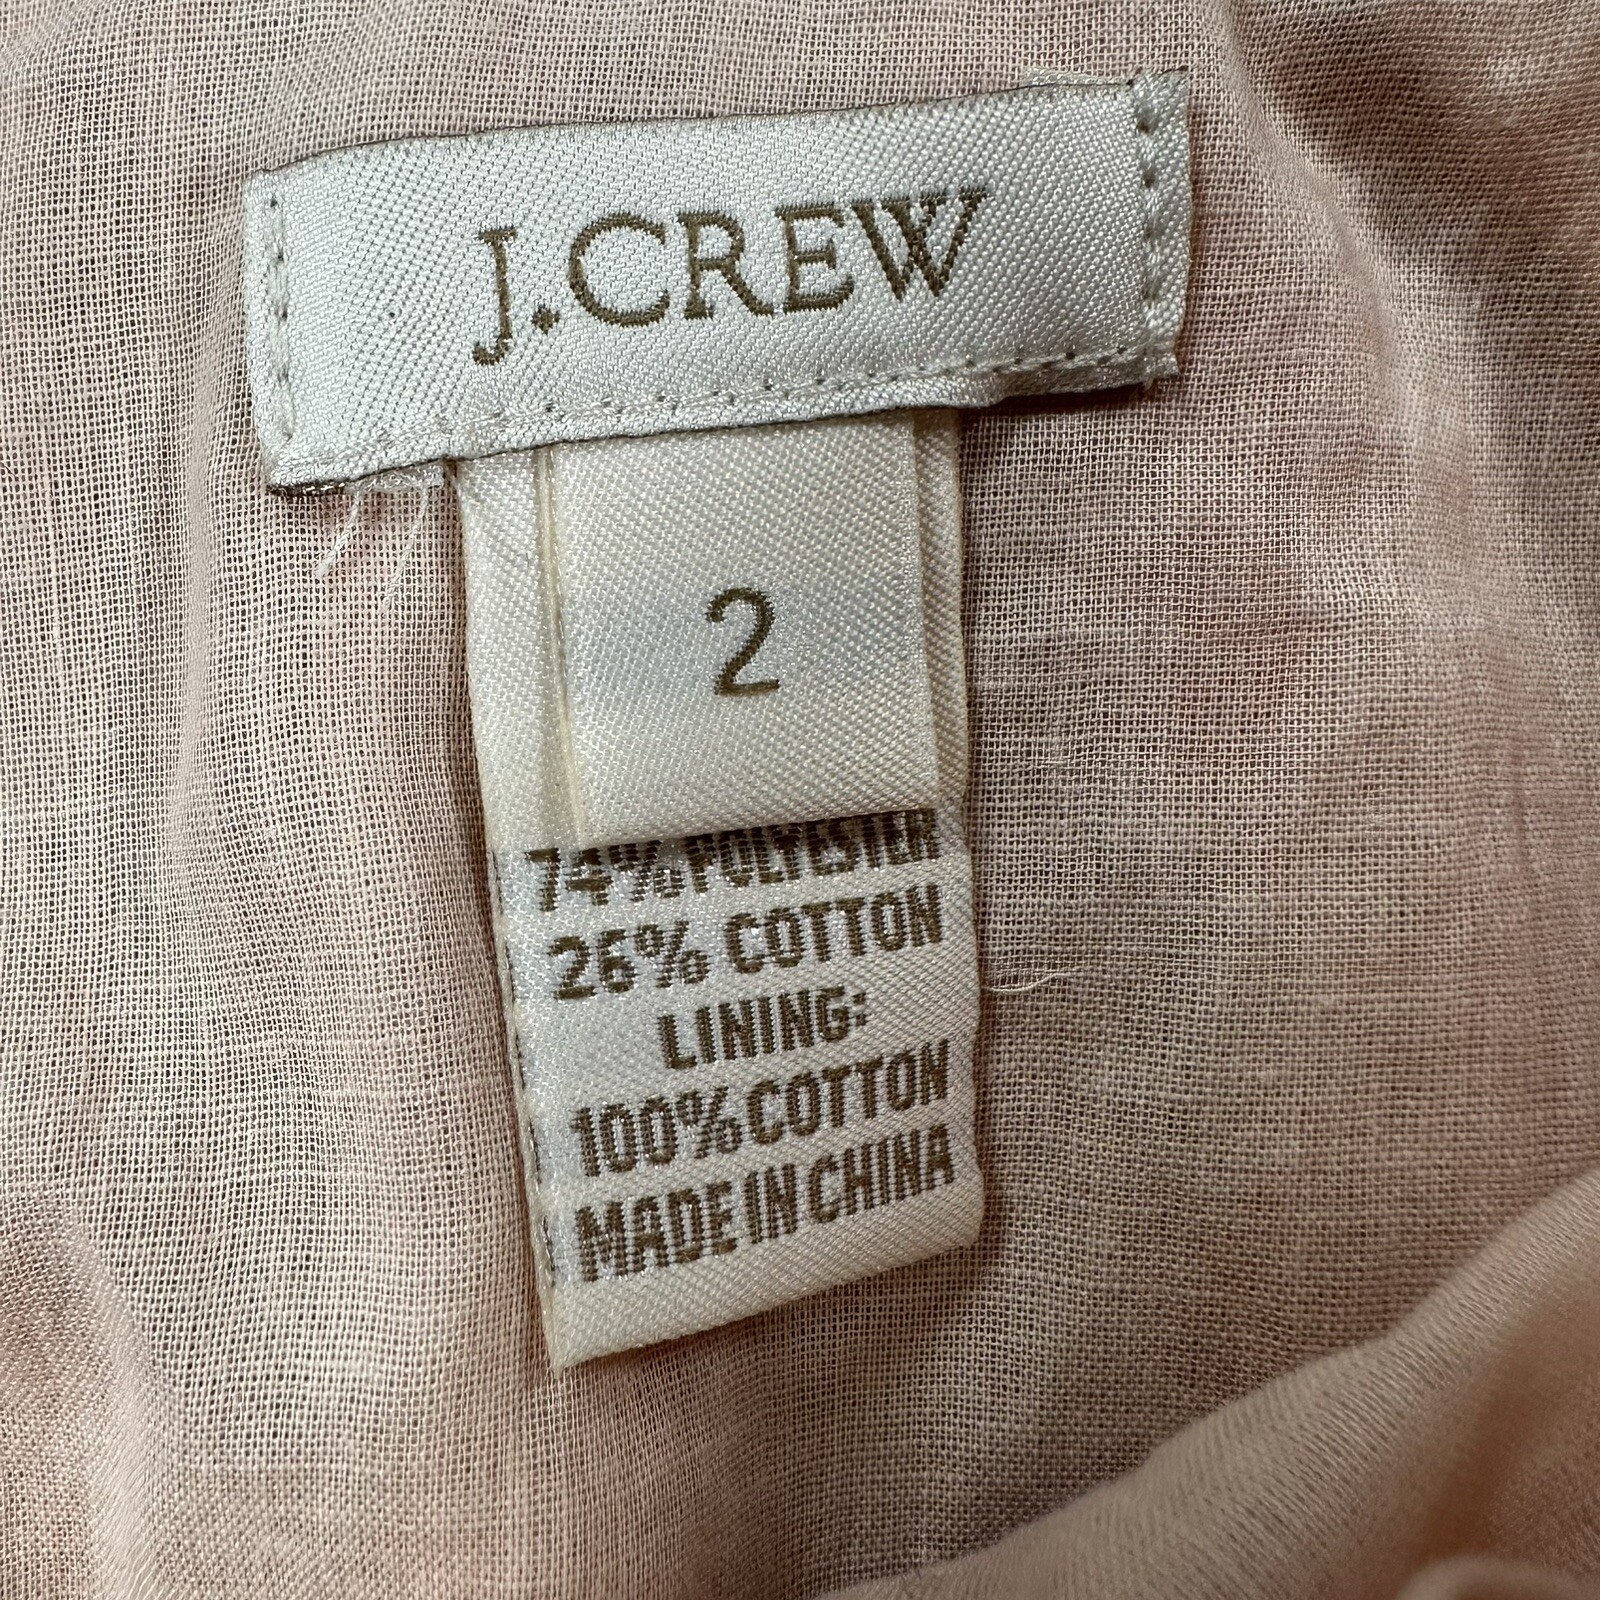 J.CREW
2
74% POLYESTER
26% COTTON
LINING:
100% COTTON
MADE IN CHINA